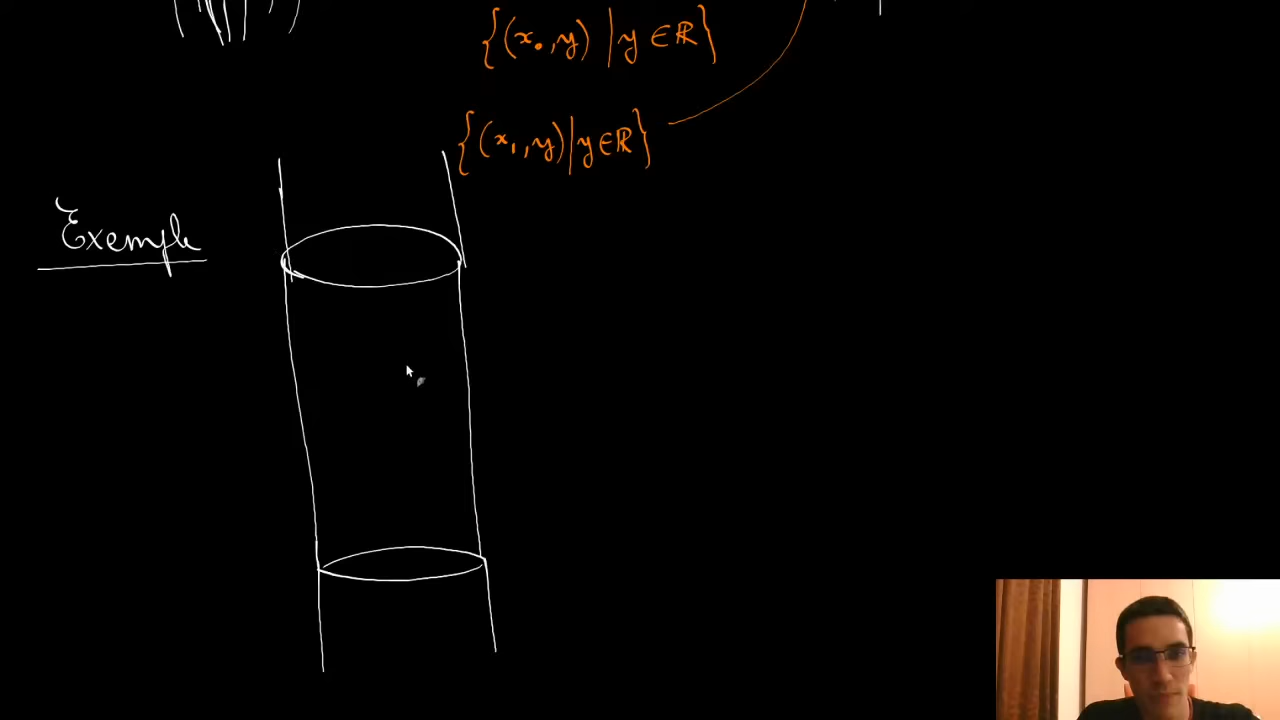 {(x₀,y) | y∈ℝ}
{(x₁,y) | y∈ℝ}
Exemple